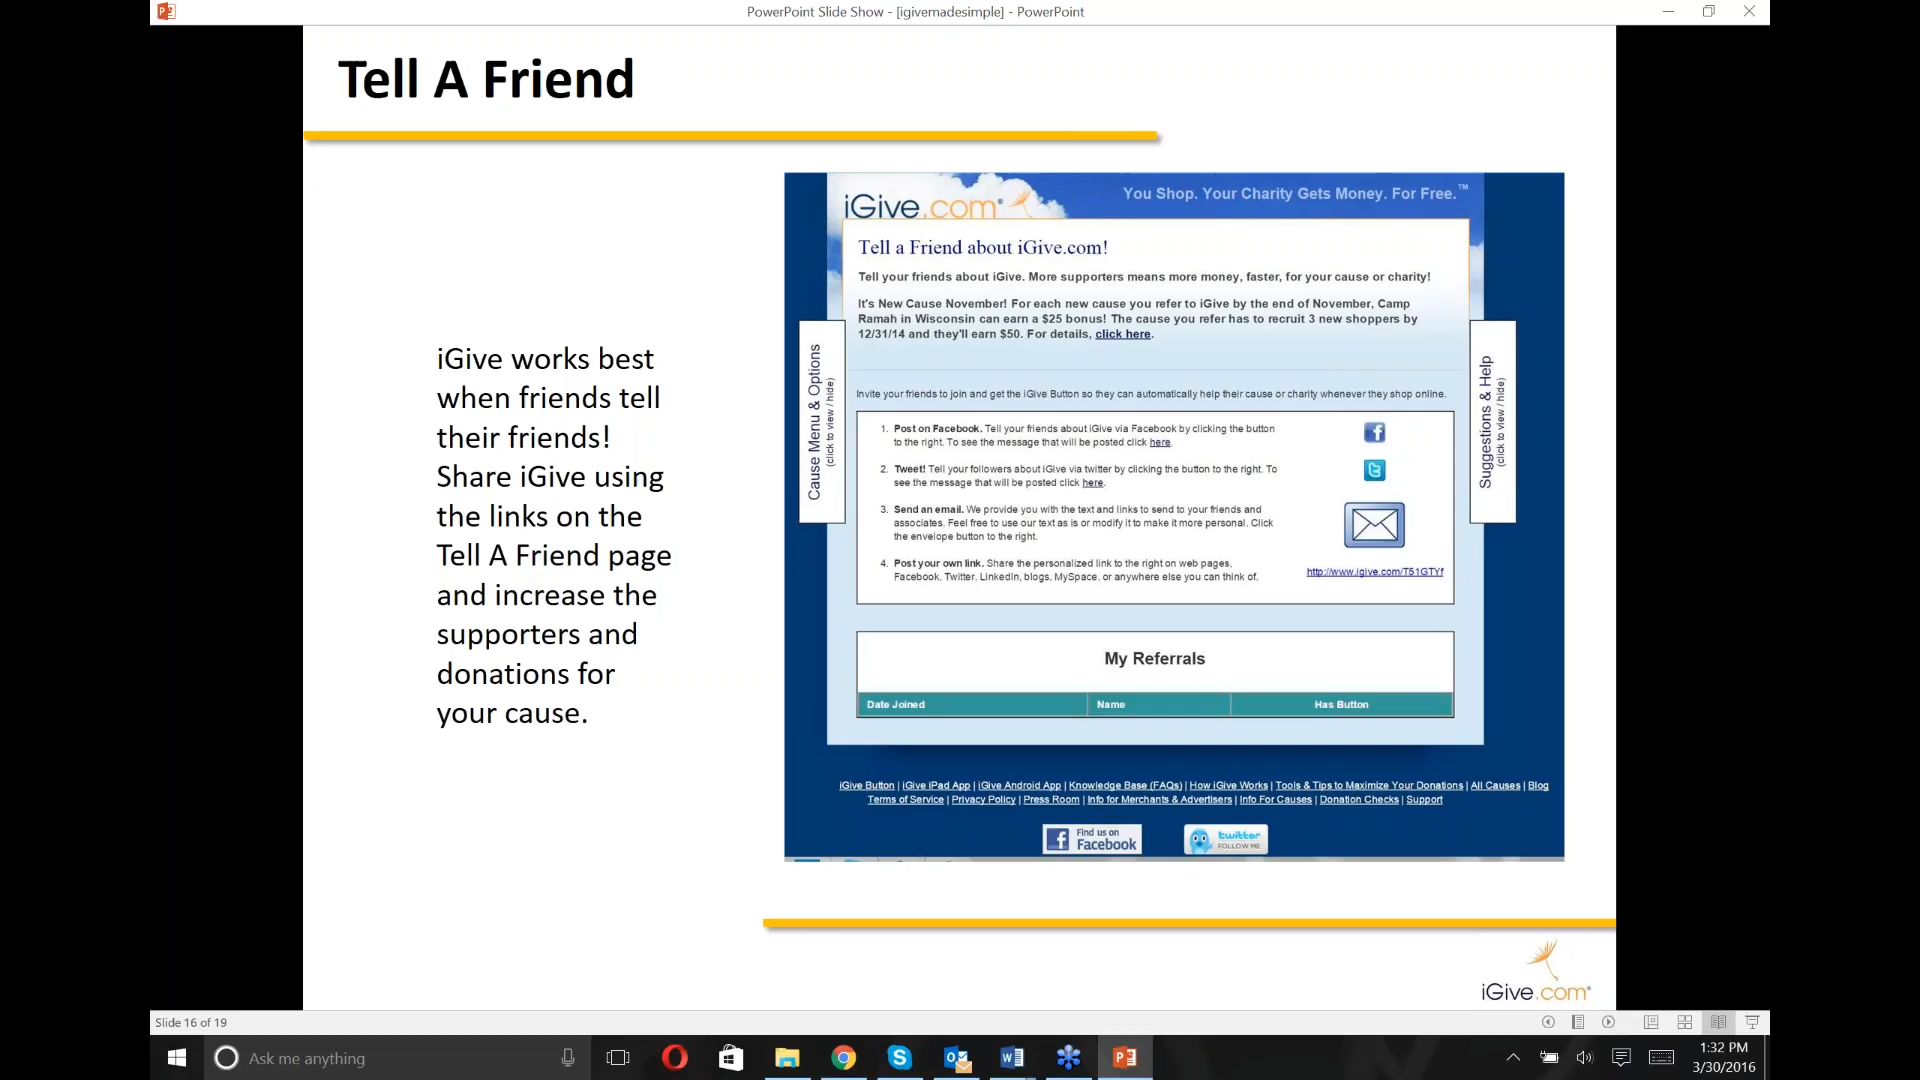 PowerPoint Slide Show - [igivemadesimple] - PowerPoint
Tell A Friend
iGive works best
when friends tell
their friends!
Share iGive using
the links on the
Tell A Friend page
and increase the
supporters and
donations for
your cause.
iGive.com®
You Shop. Your Charity Gets Money. For Free.™
Tell a Friend about iGive.com!
Tell your friends about iGive. More supporters means more money, faster, for your cause or charity!
It's New Cause November! For each new cause you refer to iGive by the end of November, Camp
Ramah in Wisconsin can earn a $25 bonus! The cause you refer has to recruit 3 new shoppers by
12/31/14 and they'll earn $50. For details, click here.
Cause Menu & Options
(click to view / hide)
Suggestions & Help
(click to view / hide)
Invite your friends to join and get the iGive Button so they can automatically help their cause or charity whenever they shop online.
1. Post on Facebook. Tell your friends about iGive via Facebook by clicking the button
to the right. To see the message that will be posted click here.
2. Tweet! Tell your followers about iGive via twitter by clicking the button to the right. To
see the message that will be posted click here.
3. Send an email. We provide you with the text and links to send to your friends and
associates. Feel free to use our text as is or modify it to make it more personal. Click
the envelope button to the right.
4. Post your own link. Share the personalized link to the right on web pages,
Facebook, Twitter, LinkedIn, blogs, MySpace, or anywhere else you can think of.
http://www.igive.com/T51GTYf
My Referrals
Date Joined Name Has Button
iGive Button | iGive iPad App | iGive Android App | Knowledge Base (FAQs) | How iGive Works | Tools & Tips to Maximize Your Donations | All Causes | Blog
Terms of Service | Privacy Policy | Press Room | Info for Merchants & Advertisers | Info For Causes | Donation Checks | Support
Find us on
Facebook
twitter
FOLLOW ME
iGive.com®
Slide 16 of 19
Ask me anything
1:32 PM
3/30/2016